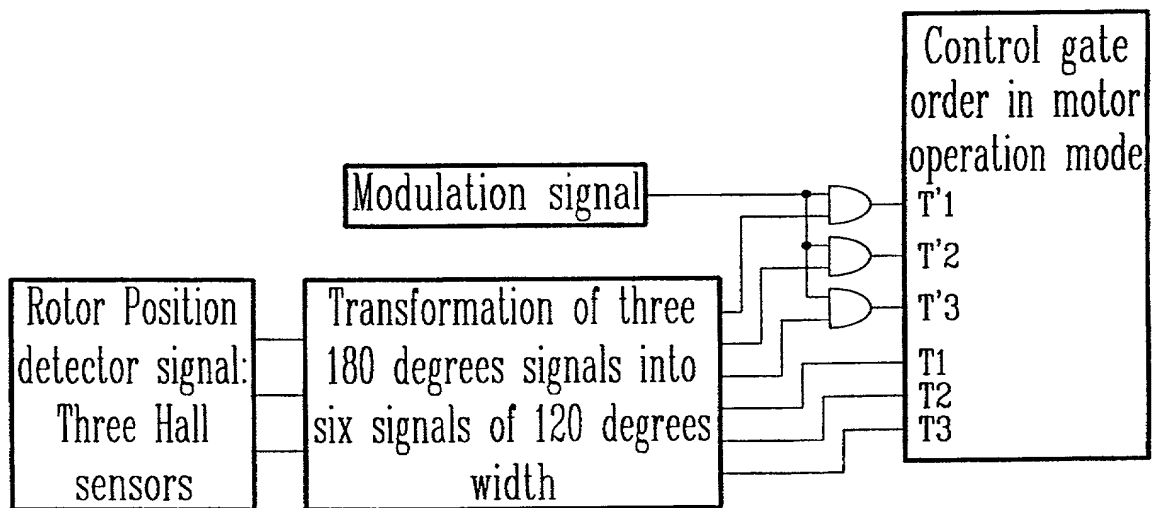 Control gate
order in motor
operation mode
Modulation signal
T'1
T'2
T'3
T1
T2
T3
Rotor Position
detector signal:
Three Hall
sensors
Transformation of three
180 degrees signals into
six signals of 120 degrees
width